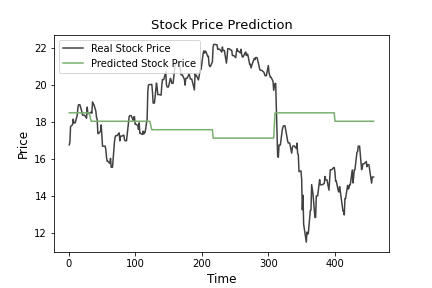 Stock Price Prediction
Real Stock Price
Predicted Stock Price
Price
22
20
18
16
14
12
0 100 200 300 400
Time